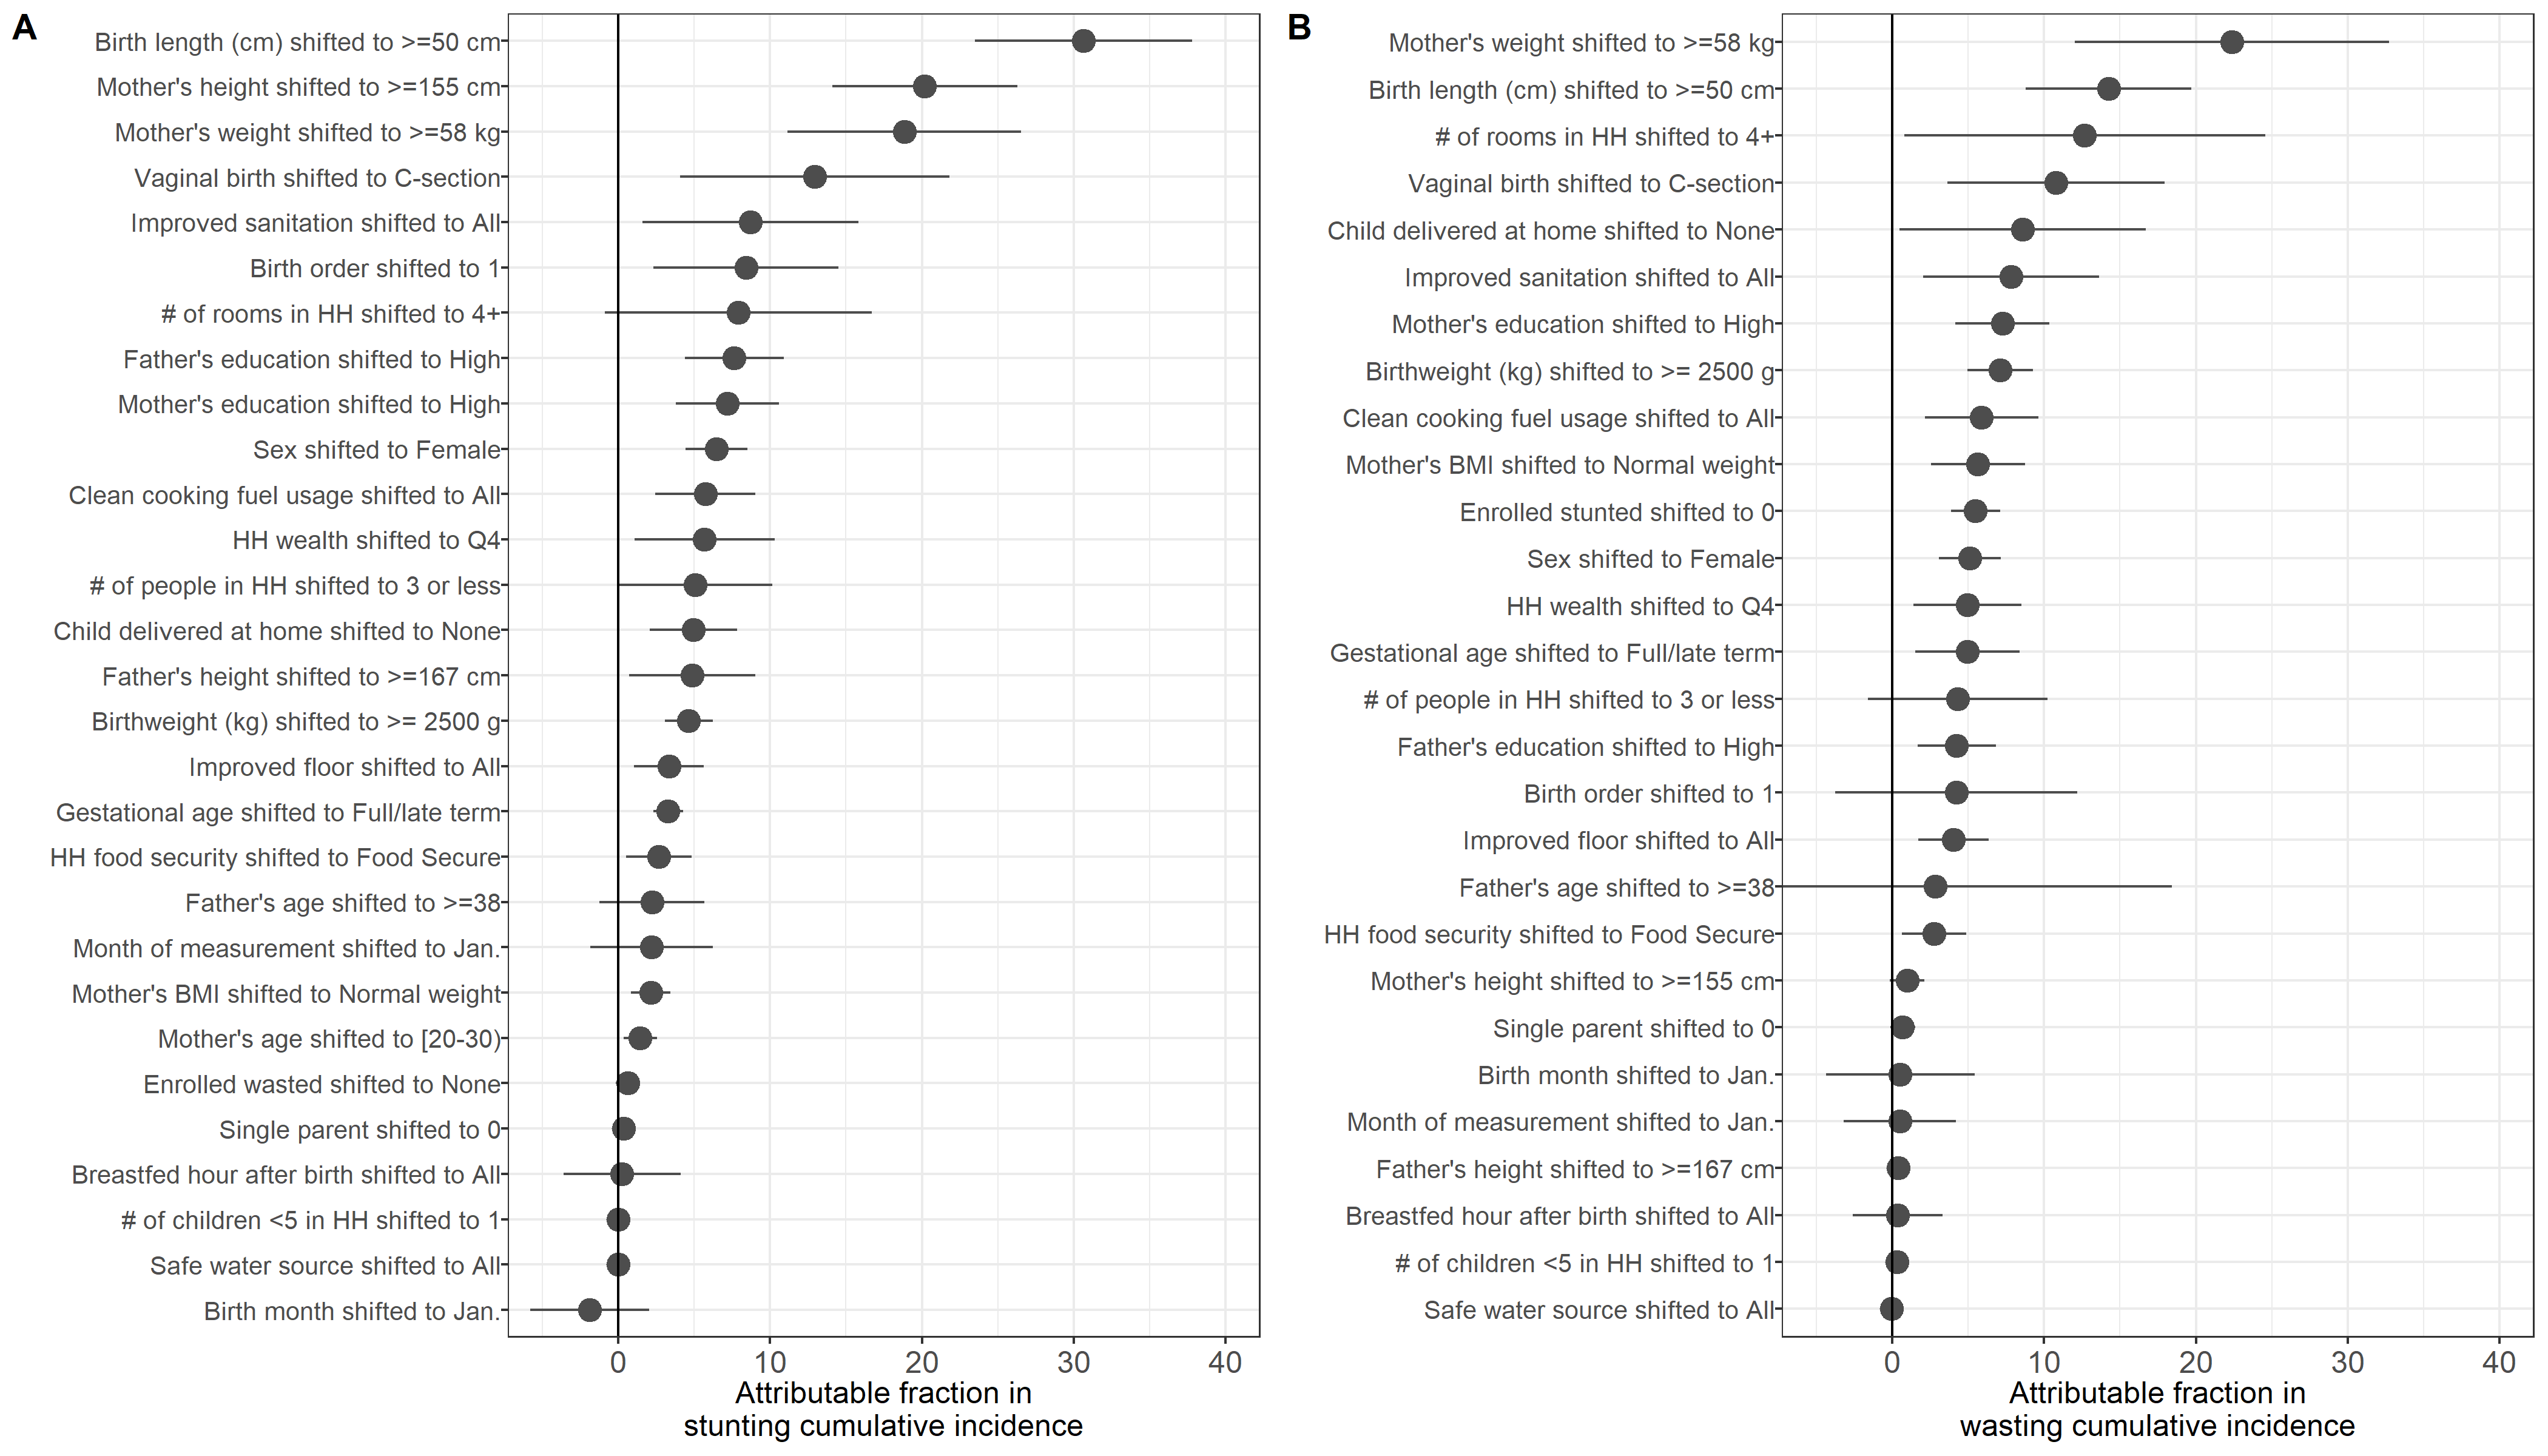 A
Birth length (cm) shifted to >=50 cm
Mother's height shifted to >=155 cm
Mother's weight shifted to >=58 kg
Vaginal birth shifted to C-section
Improved sanitation shifted to All
Birth order shifted to 1
# of rooms in HH shifted to 4+
Father's education shifted to High
Mother's education shifted to High
Sex shifted to Female
Clean cooking fuel usage shifted to All
HH wealth shifted to Q4
# of people in HH shifted to 3 or less
Child delivered at home shifted to None
Father's height shifted to >=167 cm
Birthweight (kg) shifted to >= 2500 g
Improved floor shifted to All
Gestational age shifted to Full/late term
HH food security shifted to Food Secure
Father's age shifted to >=38
Month of measurement shifted to Jan.
Mother's BMI shifted to Normal weight
Mother's age shifted to [20-30)
Enrolled wasted shifted to None
Single parent shifted to 0
Breastfed hour after birth shifted to All
# of children <5 in HH shifted to 1
Safe water source shifted to All
Birth month shifted to Jan.
0 10 20 30 40
Attributable fraction in
stunting cumulative incidence
B
Mother's weight shifted to >=58 kg
Birth length (cm) shifted to >=50 cm
# of rooms in HH shifted to 4+
Vaginal birth shifted to C-section
Child delivered at home shifted to None
Improved sanitation shifted to All
Mother's education shifted to High
Birthweight (kg) shifted to >= 2500 g
Clean cooking fuel usage shifted to All
Mother's BMI shifted to Normal weight
Enrolled stunted shifted to 0
Sex shifted to Female
HH wealth shifted to Q4
Gestational age shifted to Full/late term
# of people in HH shifted to 3 or less
Father's education shifted to High
Birth order shifted to 1
Improved floor shifted to All
Father's age shifted to >=38
HH food security shifted to Food Secure
Mother's height shifted to >=155 cm
Single parent shifted to 0
Birth month shifted to Jan.
Month of measurement shifted to Jan.
Father's height shifted to >=167 cm
Breastfed hour after birth shifted to All
# of children <5 in HH shifted to 1
Safe water source shifted to All
0 10 20 30 40
Attributable fraction in
wasting cumulative incidence